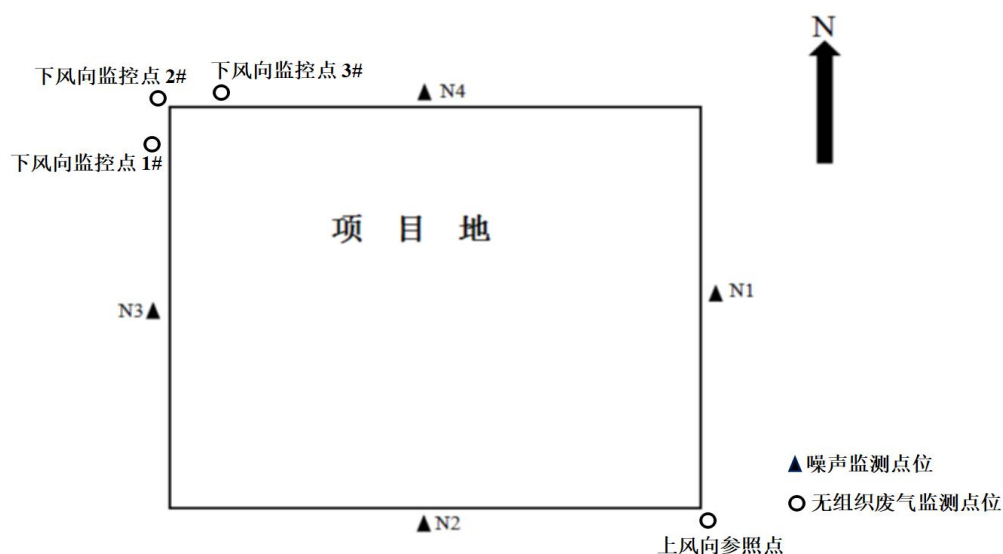 N
下风向监控点 2#
下风向监控点 3#
N4
下风向监控点 1#
项 目 地
N1
N3
噪声监测点位
无组织废气监测点位
N2
上风向参照点